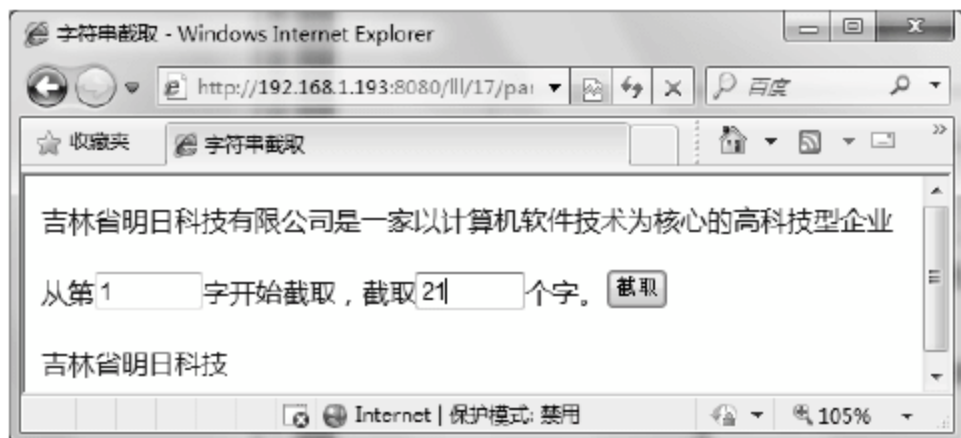 字符串截取 - Windows Internet Explorer
http://192.168.1.193:8080/lll/17/pa
百度
收藏夹
字符串截取
吉林省明日科技有限公司是一家以计算机软件技术为核心的高科技型企业
从第1字开始截取，截取21个字。截取
吉林省明日科技
Internet | 保护模式: 禁用
105%